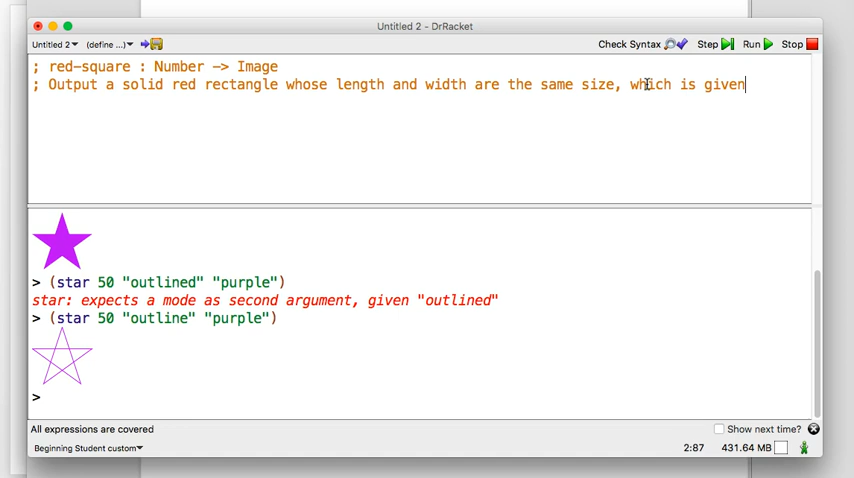 Untitled 2 - DrRacket
Untitled 2 (define ...) Check Syntax Step Run Stop
; red-square : Number -> Image
; Output a solid red rectangle whose length and width are the same size, which is given
> (star 50 "outlined" "purple")
star: expects a mode as second argument, given "outlined"
> (star 50 "outline" "purple")
>
All expressions are covered Show next time?
Beginning Student custom 2:87 431.64 MB